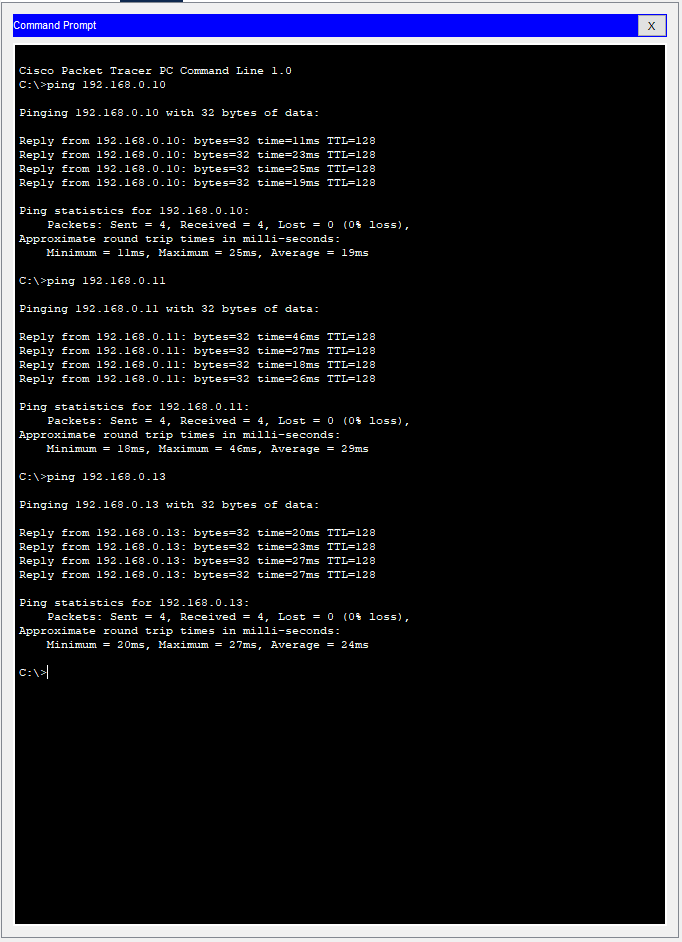 Command Prompt
X
Cisco Packet Tracer PC Command Line 1.0
C:\>ping 192.168.0.10
Pinging 192.168.0.10 with 32 bytes of data:
Reply from 192.168.0.10: bytes=32 time=11ms TTL=128
Reply from 192.168.0.10: bytes=32 time=23ms TTL=128
Reply from 192.168.0.10: bytes=32 time=25ms TTL=128
Reply from 192.168.0.10: bytes=32 time=19ms TTL=128
Ping statistics for 192.168.0.10:
Packets: Sent = 4, Received = 4, Lost = 0 (0% loss),
Approximate round trip times in milli-seconds:
Minimum = 11ms, Maximum = 25ms, Average = 19ms
C:\>ping 192.168.0.11
Pinging 192.168.0.11 with 32 bytes of data:
Reply from 192.168.0.11: bytes=32 time=46ms TTL=128
Reply from 192.168.0.11: bytes=32 time=27ms TTL=128
Reply from 192.168.0.11: bytes=32 time=18ms TTL=128
Reply from 192.168.0.11: bytes=32 time=26ms TTL=128
Ping statistics for 192.168.0.11:
Packets: Sent = 4, Received = 4, Lost = 0 (0% loss),
Approximate round trip times in milli-seconds:
Minimum = 18ms, Maximum = 46ms, Average = 29ms
C:\>ping 192.168.0.13
Pinging 192.168.0.13 with 32 bytes of data:
Reply from 192.168.0.13: bytes=32 time=20ms TTL=128
Reply from 192.168.0.13: bytes=32 time=23ms TTL=128
Reply from 192.168.0.13: bytes=32 time=27ms TTL=128
Reply from 192.168.0.13: bytes=32 time=27ms TTL=128
Ping statistics for 192.168.0.13:
Packets: Sent = 4, Received = 4, Lost = 0 (0% loss),
Approximate round trip times in milli-seconds:
Minimum = 20ms, Maximum = 27ms, Average = 24ms
C:\>